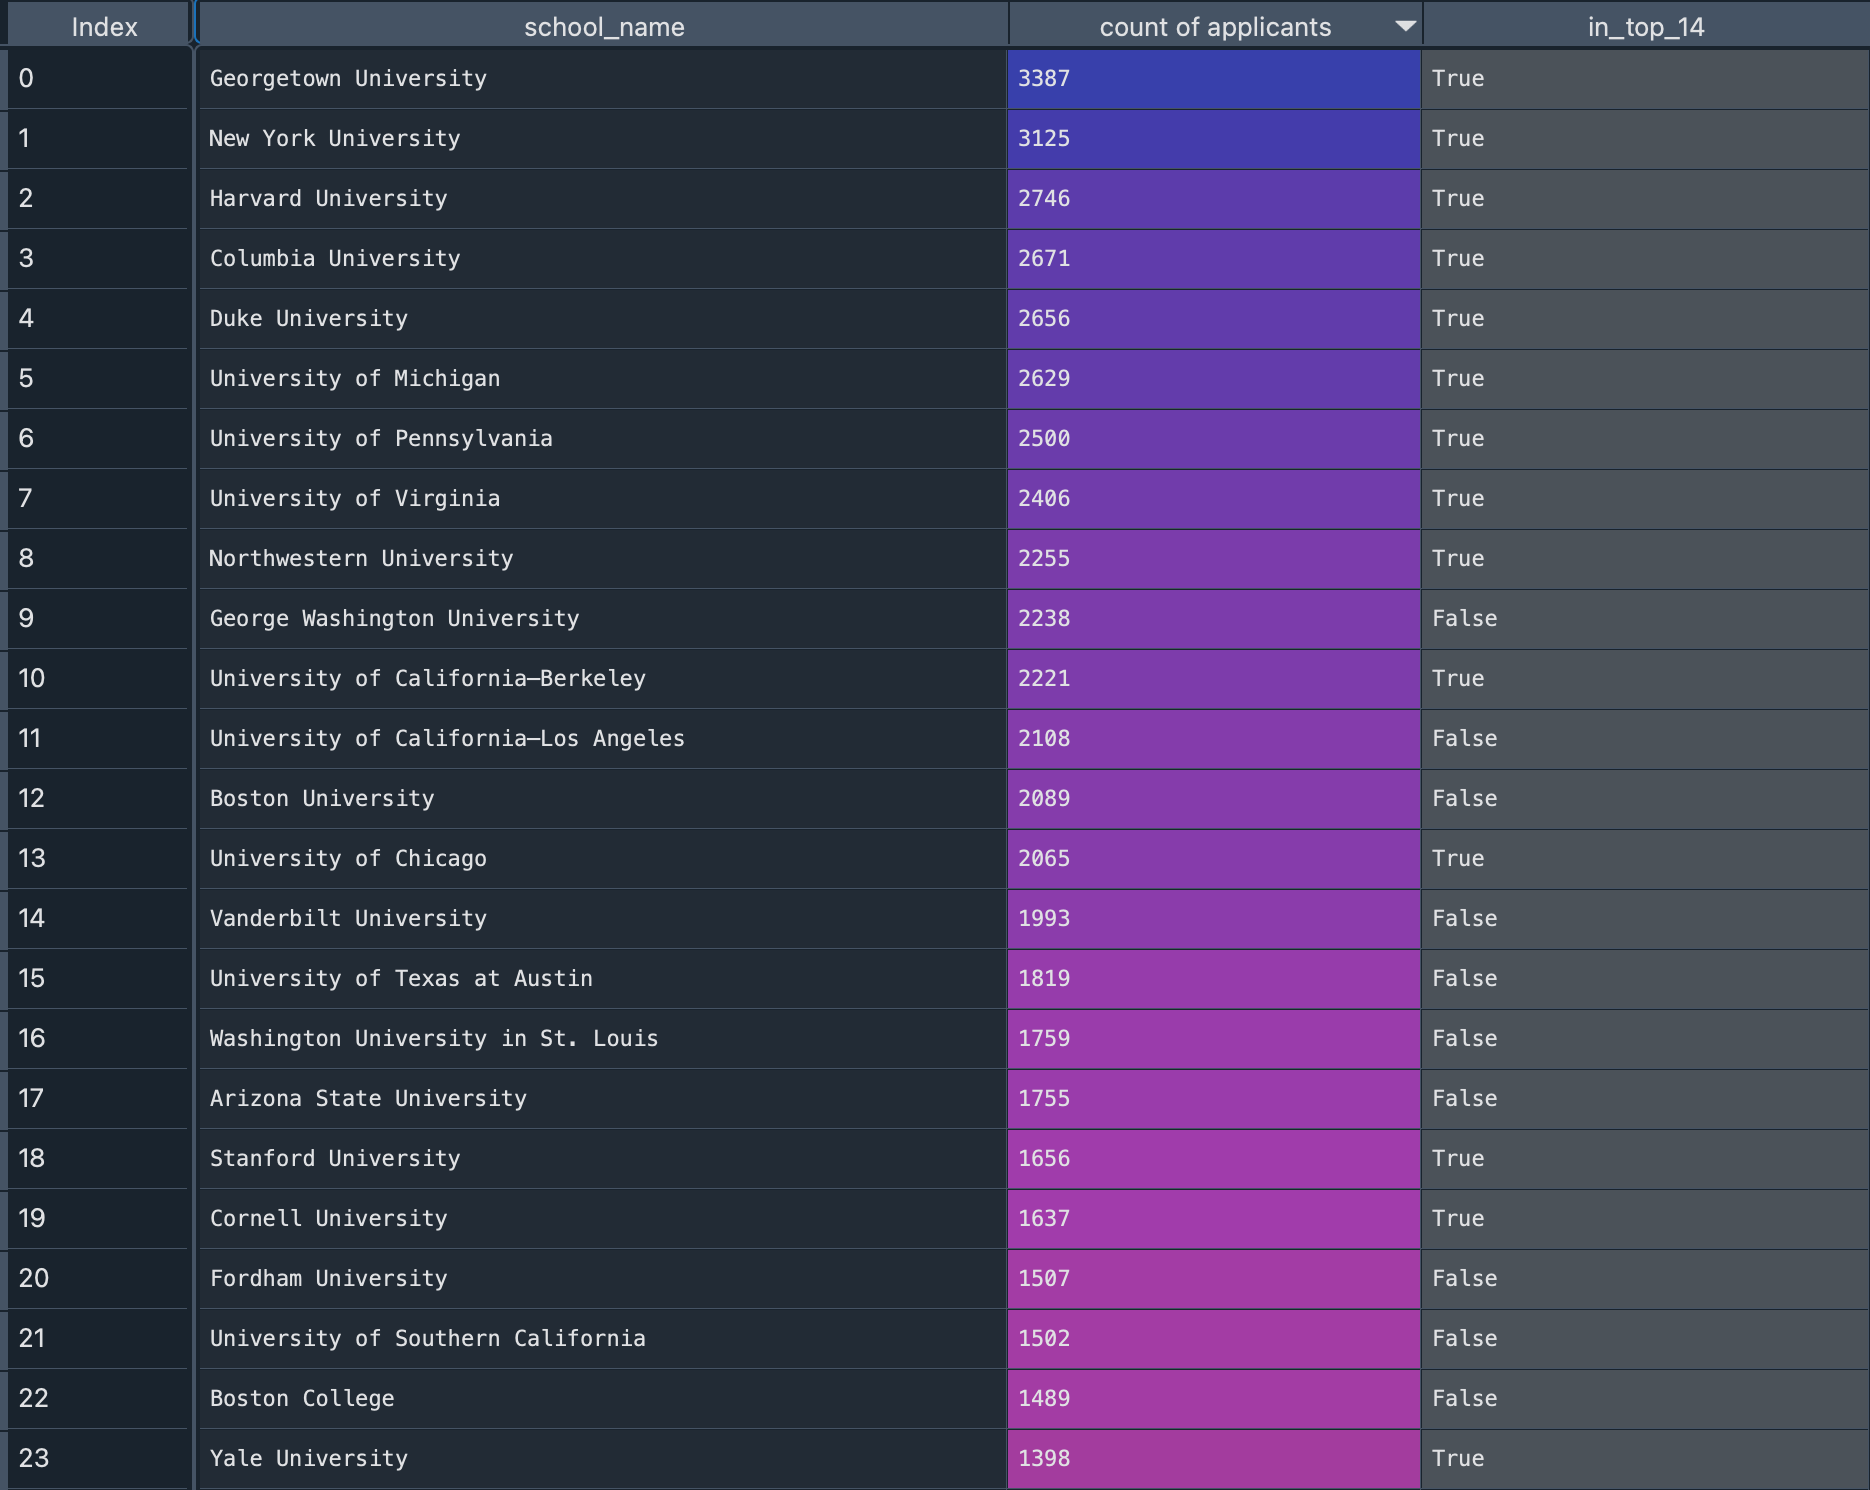 Index school_name count of applicants in_top_14
0 Georgetown University 3387 True
1 New York University 3125 True
2 Harvard University 2746 True
3 Columbia University 2671 True
4 Duke University 2656 True
5 University of Michigan 2629 True
6 University of Pennsylvania 2500 True
7 University of Virginia 2406 True
8 Northwestern University 2255 True
9 George Washington University 2238 False
10 University of California—Berkeley 2221 True
11 University of California—Los Angeles 2108 False
12 Boston University 2089 False
13 University of Chicago 2065 True
14 Vanderbilt University 1993 False
15 University of Texas at Austin 1819 False
16 Washington University in St. Louis 1759 False
17 Arizona State University 1755 False
18 Stanford University 1656 True
19 Cornell University 1637 True
20 Fordham University 1507 False
21 University of Southern California 1502 False
22 Boston College 1489 False
23 Yale University 1398 True